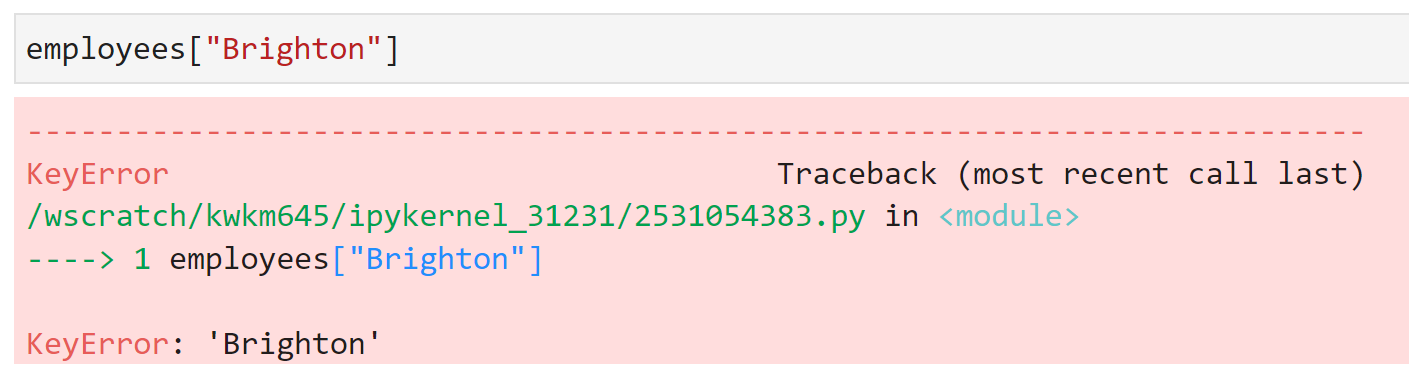 employees["Brighton"]
---------------------------------------------------------------------------
KeyError                                  Traceback (most recent call last)
/wscratch/kwkm645/ipykernel_31231/2531054383.py in <module>
----> 1 employees["Brighton"]
KeyError: 'Brighton'